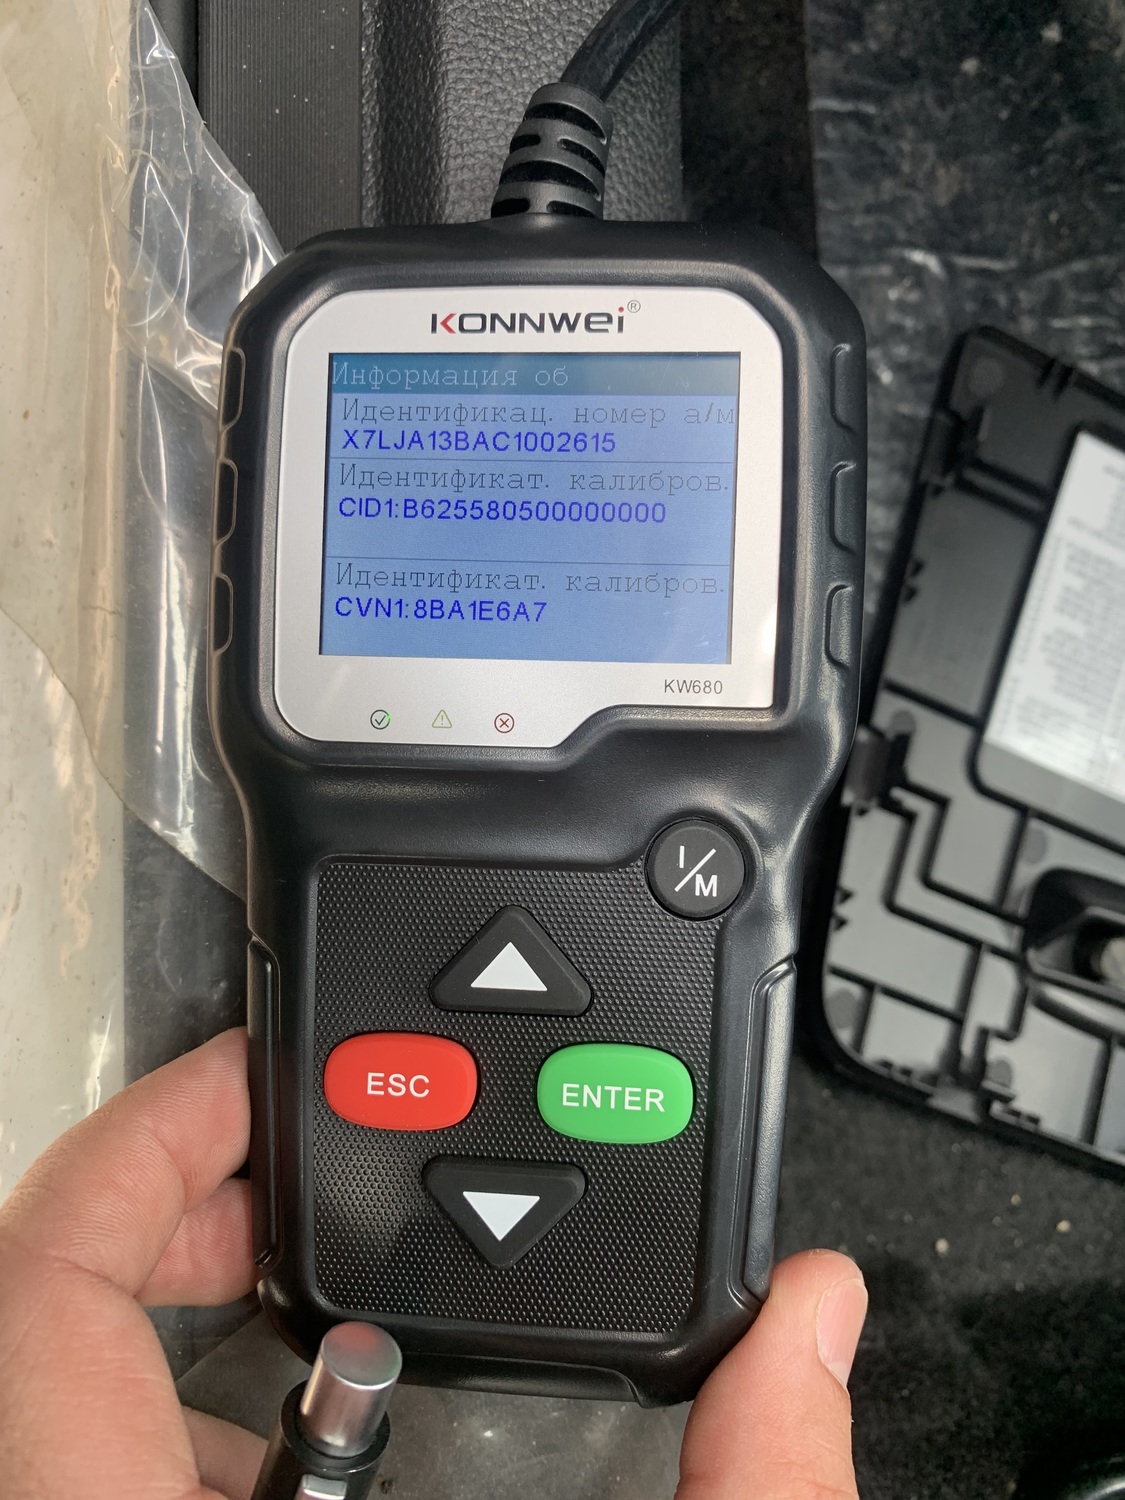 KONNWEI®
Информация об
Идентификац. номер а/м
X7LJA13BAC1002615
Идентификат. калибров.
CID1:B625580500000000
Идентификат. калибров.
CVN1:8BA1E6A7
KW680
I/M
ESC
ENTER